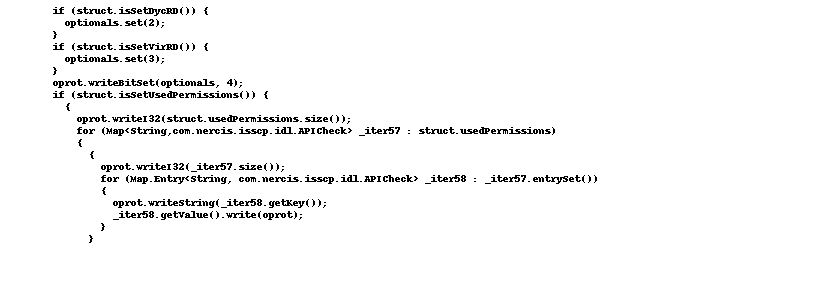 if (struct.isSetDycRD()) {
optionals.set(2);
}
if (struct.isSetVirRD()) {
optionals.set(3);
}
oprot.writeBitSet(optionals, 4);
if (struct.isSetUsedPermissions()) {
{
oprot.writeI32(struct.usedPermissions.size());
for (Map<String,com.nercis.isscp.idl.APICheck> _iter57 : struct.usedPermissions)
{
{
oprot.writeI32(_iter57.size());
for (Map.Entry<String, com.nercis.isscp.idl.APICheck> _iter58 : _iter57.entrySet())
{
oprot.writeString(_iter58.getKey());
_iter58.getValue().write(oprot);
}
}